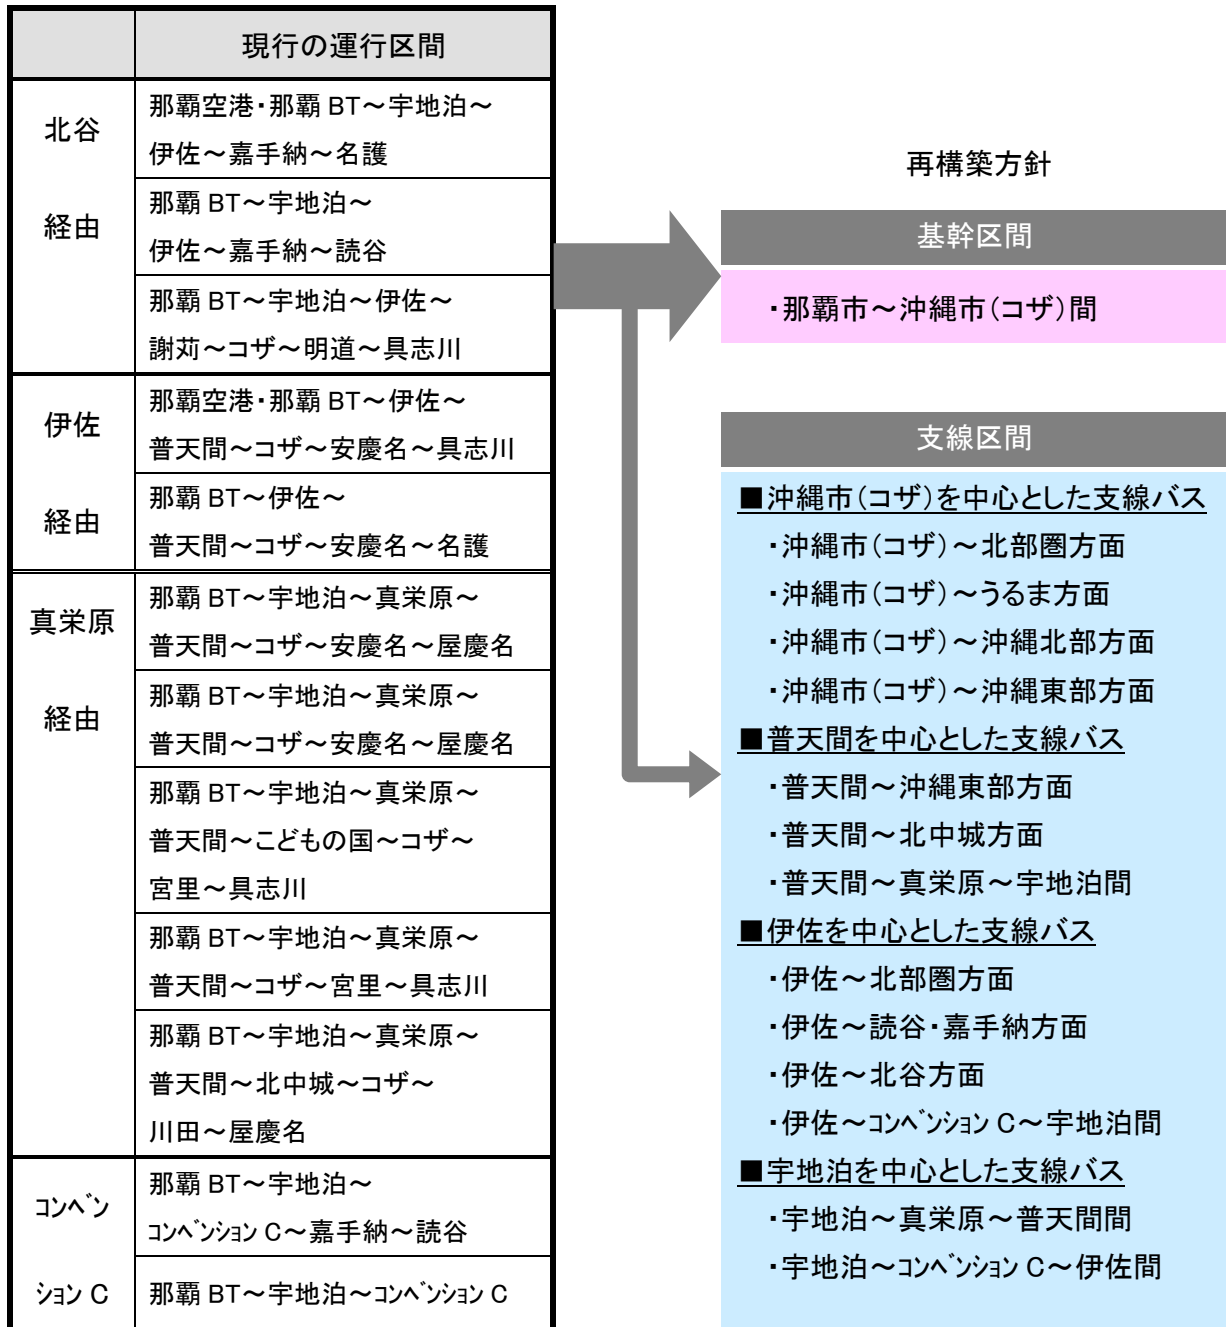 現行の運行区間
北谷
経由
那覇空港・那覇 BT～宇地泊～
伊佐～嘉手納～名護
那覇 BT～宇地泊～
伊佐～嘉手納～読谷
那覇 BT～宇地泊～伊佐～
謝苅～コザ～明道～具志川
伊佐
経由
那覇空港・那覇 BT～伊佐～
普天間～コザ～安慶名～具志川
那覇 BT～伊佐～
普天間～コザ～安慶名～名護
真栄原
経由
那覇 BT～宇地泊～真栄原～
普天間～コザ～安慶名～屋慶名
那覇 BT～宇地泊～真栄原～
普天間～コザ～安慶名～屋慶名
那覇 BT～宇地泊～真栄原～
普天間～こどもの国～コザ～
宮里～具志川
那覇 BT～宇地泊～真栄原～
普天間～コザ～宮里～具志川
那覇 BT～宇地泊～真栄原～
普天間～北中城～コザ～
川田～屋慶名
ｺﾝﾍﾞﾝ
ｼｮﾝ C
那覇 BT～宇地泊～
ｺﾝﾍﾞﾝｼｮﾝ C～嘉手納～読谷
那覇 BT～宇地泊～ｺﾝﾍﾞﾝｼｮﾝ C
再構築方針
基幹区間
・那覇市～沖縄市（コザ）間
支線区間
■沖縄市（コザ）を中心とした支線バス
・沖縄市（コザ）～北部圏方面
・沖縄市（コザ）～うるま方面
・沖縄市（コザ）～沖縄北部方面
・沖縄市（コザ）～沖縄東部方面
■普天間を中心とした支線バス
・普天間～沖縄東部方面
・普天間～北中城方面
・普天間～真栄原～宇地泊間
■伊佐を中心とした支線バス
・伊佐～北部圏方面
・伊佐～読谷・嘉手納方面
・伊佐～北谷方面
・伊佐～ｺﾝﾍﾞﾝｼｮﾝ C～宇地泊間
■宇地泊を中心とした支線バス
・宇地泊～真栄原～普天間間
・宇地泊～ｺﾝﾍﾞﾝｼｮﾝ C～伊佐間